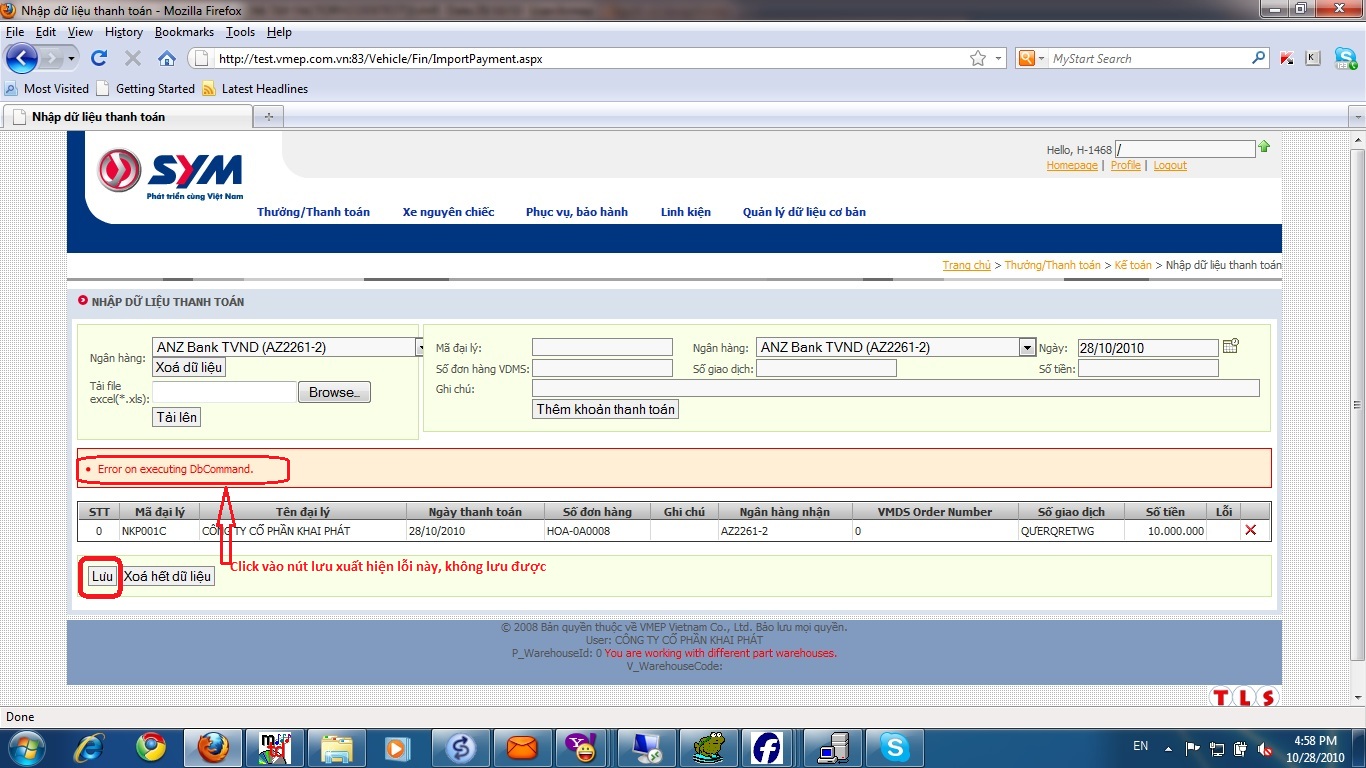 Nhập dữ liệu thanh toán - Mozilla Firefox
File Edit View History Bookmarks Tools Help
http://test.vmep.com.vn:83/Vehicle/Fin/ImportPayment.aspx
MyStart Search
Most Visited Getting Started Latest Headlines
Nhập dữ liệu thanh toán
SYM
Phát triển cùng Việt Nam
Hello, H-1468 /
Homepage | Profile | Logout
Thưởng/Thanh toán Xe nguyên chiếc Phục vụ, bảo hành Linh kiện Quản lý dữ liệu cơ bản
Trang chủ > Thưởng/Thanh toán > Kế toán > Nhập dữ liệu thanh toán
NHẬP DỮ LIỆU THANH TOÁN
Ngân hàng: ANZ Bank TVND (AZ2261-2)
Xoá dữ liệu
Tải file
excel(*.xls): Browse..
Tải lên
Mã đại lý: Ngân hàng: ANZ Bank TVND (AZ2261-2) Ngày: 28/10/2010
Số đơn hàng VDMS: Số giao dịch: Số tiền:
Ghi chú:
Thêm khoản thanh toán
Error on executing DbCommand.
STT Mã đại lý Tên đại lý Ngày thanh toán Số đơn hàng Ghi chú Ngân hàng nhận VMDS Order Number Số giao dịch Số tiền Lỗi
0 NKP001C CÔNG TY CỔ PHẦN KHAI PHÁT 28/10/2010 HOA-0A0008 AZ2261-2 0 QUERQRETWG 10.000.000
Click vào nút lưu xuất hiện lỗi này, không lưu được
Lưu Xoá hết dữ liệu
© 2008 Bản quyền thuộc về VMEP Vietnam Co., Ltd. Bảo lưu mọi quyền.
User: CÔNG TY CỔ PHẦN KHAI PHÁT
P_WarehouseId: 0 You are working with different part warehouses.
V_WarehouseCode:
TLS
Done
EN
4:58 PM
10/28/2010